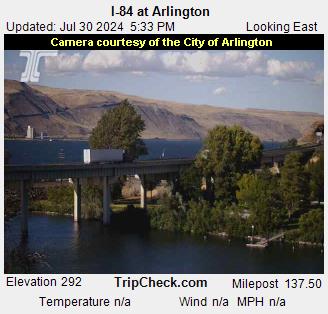 I-84 at Arlington
Updated: Jul 30 2024 5:33 PM Looking East
Camera courtesy of the City of Arlington
Elevation 292 TripCheck.com Milepost 137.50
Temperature n/a Wind n/a MPH n/a